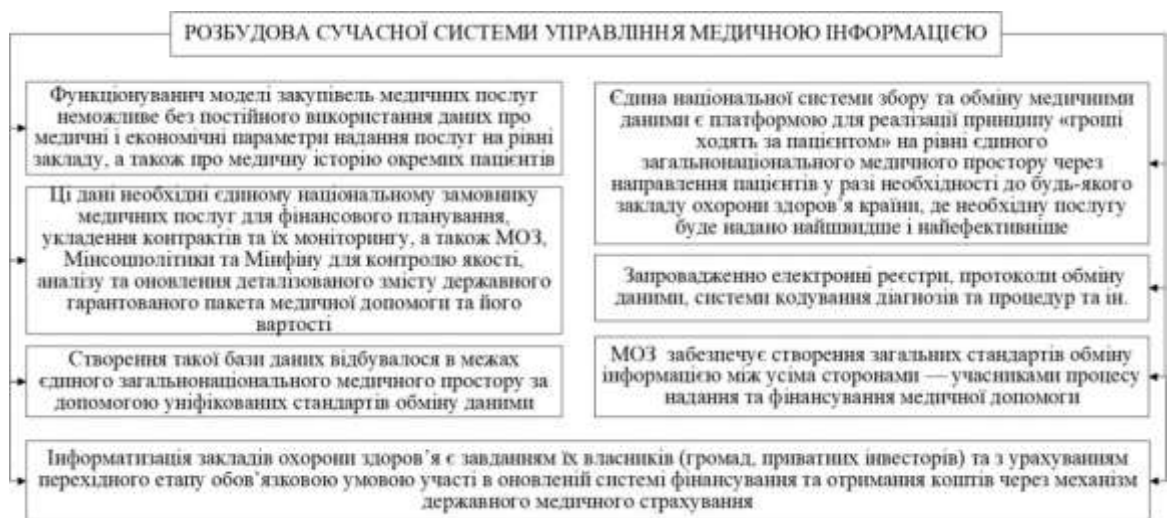 РОЗБУДОВА СУЧАСНОЇ СИСТЕМИ УПРАВЛІННЯ МЕДИЧНОЮ ІНФОРМАЦІЄЮ
Функціонуванич моделі закупівель медичних послуг
неможливе без постійного використання даних про
медичні і економічні параметри надання послуг на рівні
закладу, а також про медичну історію окремих пацієнтів
Ці дані необхідні єдиному національному замовнику
медичних послуг для фінансового планування,
укладення контрактів та їх моніторингу, а також МОЗ,
Мінсоцполітики та Мінфіну для контролю якості,
аналізу та оновлення деталізованого змісту державного
гарантованого пакета медичної допомоги та його
вартості
Створення такої бази даних відбувалося в межах
єдиного загальнонаціонального медичного простору за
допомогою уніфікованих стандартів обміну даними
Єдина національної системи збору та обміну медичними
даними є платформою для реалізації принципу «гроші
ходять за пацієнтом» на рівні єдиного
загальнонаціонального медичного простору через
направлення пацієнтів у разі необхідності до будь-якого
закладу охорони здоров’я країни, де необхідну послугу
буде надано найшвидше і найефективніше
Запровадженно електронні реєстри, протоколи обміну
даними, системи кодування діагнозів та процедур та ін.
МОЗ забезпечує створення загальних стандартів обміну
інформацією між усіма сторонами — учасниками процесу
надання та фінансування медичної допомоги
Інформатизація закладів охорони здоров’я є завданням їх власників (громад, приватних інвесторів) та з урахуванням
перехідного етапу обов’язковою умовою участі в оновленій системі фінансування та отримання коштів через механізм
державного медичного страхування